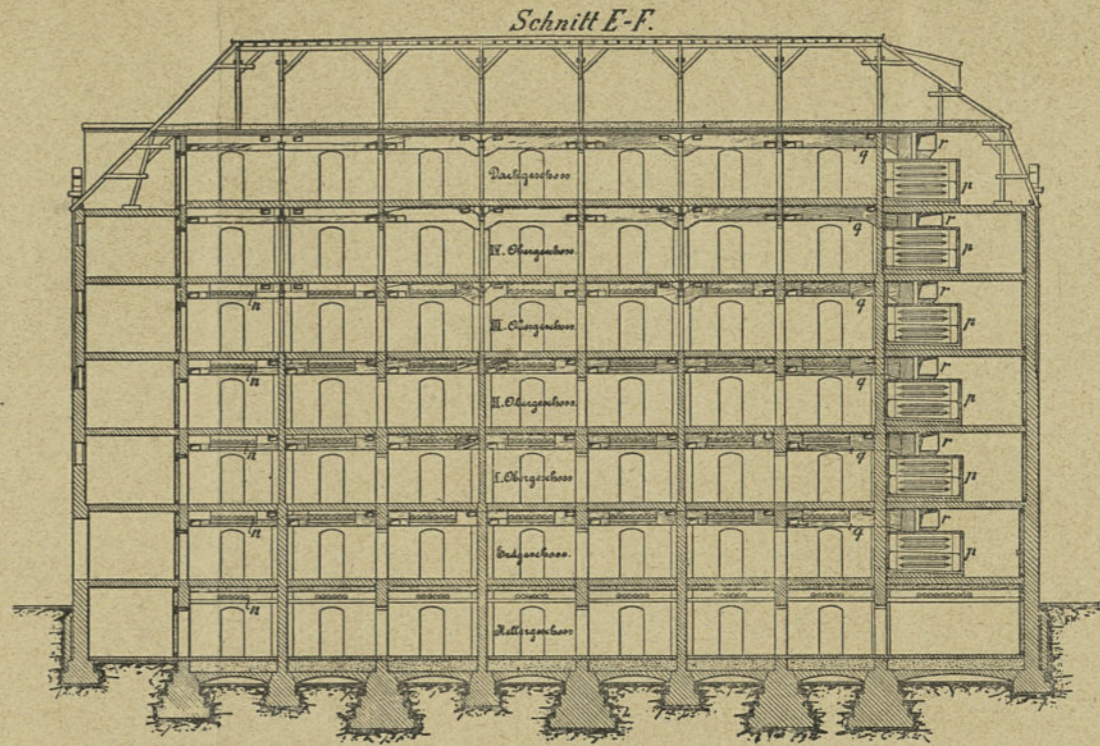 Schnitt E-F.
r
q
Dachgeschoss
p
r
q
IV. Obergeschoss
p
r
n
q
III. Obergeschoss
p
r
n
q
II. Obergeschoss
p
r
n
q
I. Obergeschoss
p
r
n
q
Erdgeschoss.
p
n
Kellergeschoss